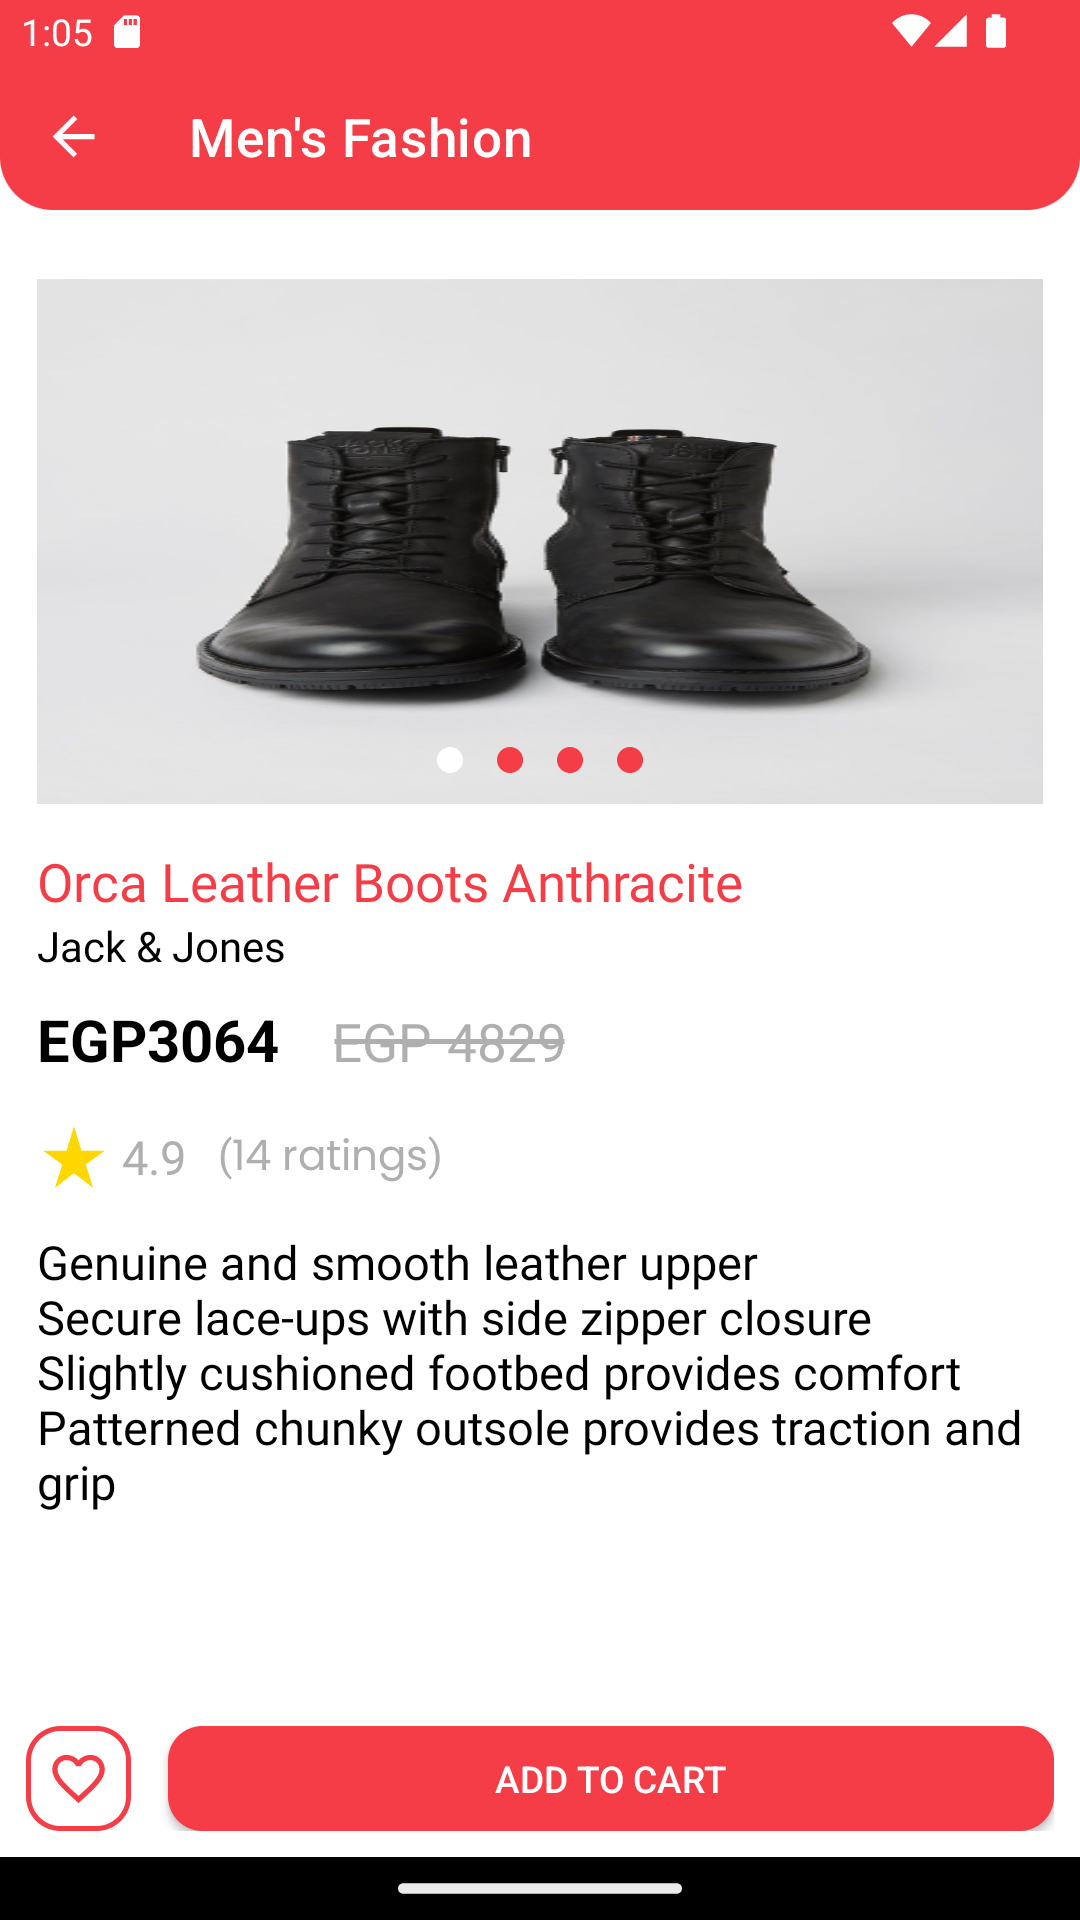 1:05
Men's Fashion
Orca Leather Boots Anthracite
Jack & Jones
EGP3064 EGP 4829
4.9 (14 ratings)
Genuine and smooth leather upper
Secure lace-ups with side zipper closure
Slightly cushioned footbed provides comfort
Patterned chunky outsole provides traction and
grip
ADD TO CART